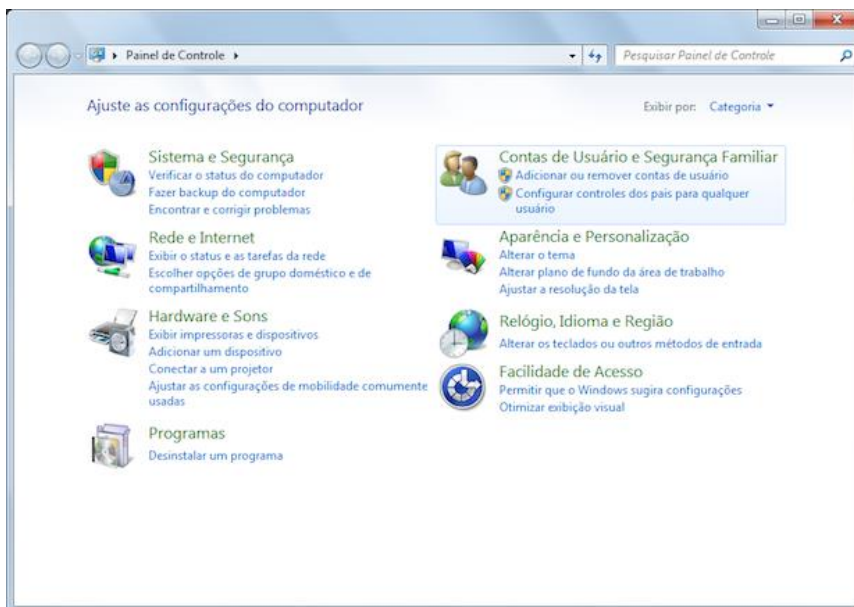 Painel de Controle
Pesquisar Painel de Controle
Ajuste as configurações do computador
Exibir por: Categoria
Sistema e Segurança
Verificar o status do computador
Fazer backup do computador
Encontrar e corrigir problemas
Rede e Internet
Exibir o status e as tarefas da rede
Escolher opções de grupo doméstico e de
compartilhamento
Hardware e Sons
Exibir impressoras e dispositivos
Adicionar um dispositivo
Conectar a um projetor
Ajustar as configurações de mobilidade comumente
usadas
Programas
Desinstalar um programa
Contas de Usuário e Segurança Familiar
Adicionar ou remover contas de usuário
Configurar controles dos pais para qualquer
usuário
Aparência e Personalização
Alterar o tema
Alterar plano de fundo da área de trabalho
Ajustar a resolução da tela
Relógio, Idioma e Região
Alterar os teclados ou outros métodos de entrada
Facilidade de Acesso
Permitir que o Windows sugira configurações
Otimizar exibição visual